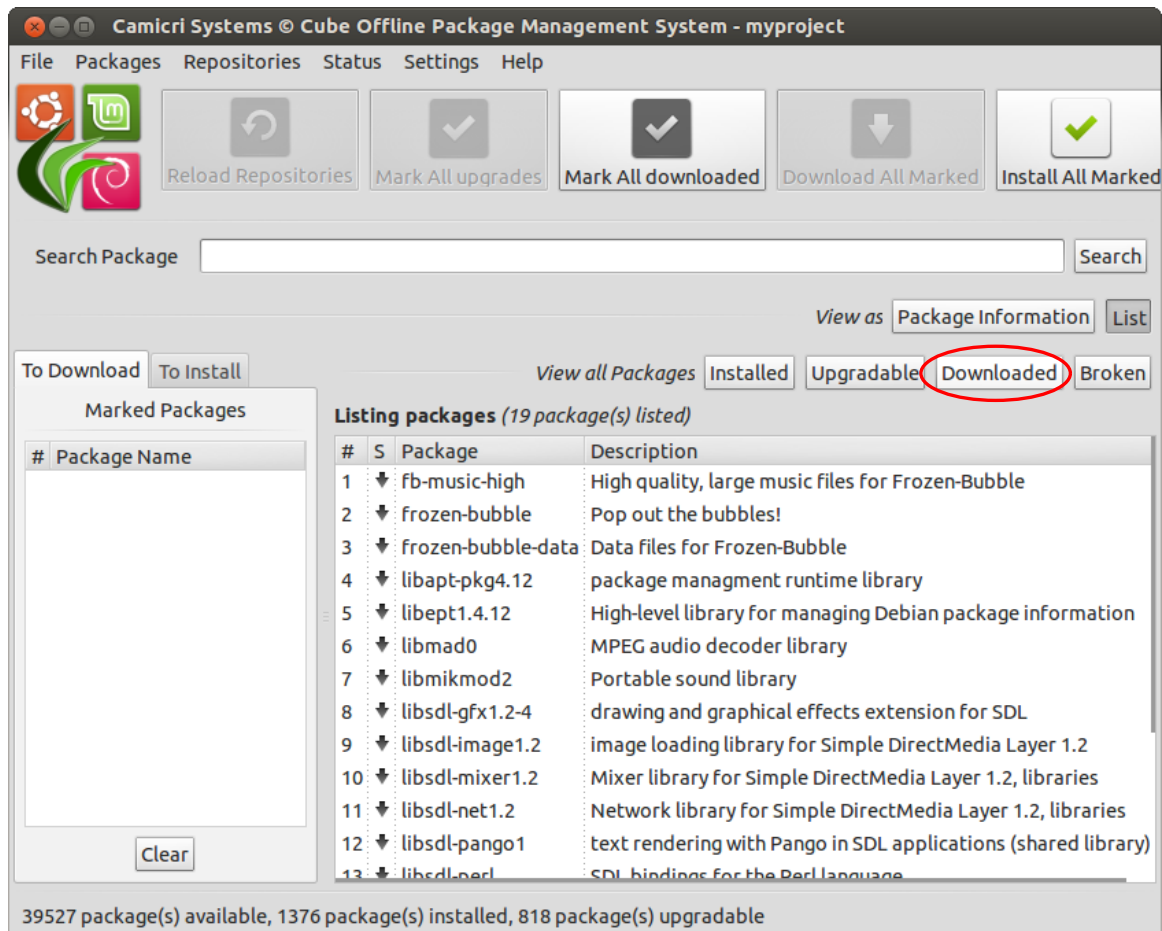 Camicri Systems © Cube Offline Package Management System - myproject
File Packages Repositories Status Settings Help
Reload Repositories Mark All upgrades Mark All downloaded Download All Marked Install All Marked
Search Package Search
View as Package Information List
To Download To Install View all Packages Installed Upgradable Downloaded Broken
Marked Packages Listing packages (19 package(s) listed)
# Package Name # S Package Description
1 fb-music-high High quality, large music files for Frozen-Bubble
2 frozen-bubble Pop out the bubbles!
3 frozen-bubble-data Data files for Frozen-Bubble
4 libapt-pkg4.12 package managment runtime library
5 libept1.4.12 High-level library for managing Debian package information
6 libmad0 MPEG audio decoder library
7 libmikmod2 Portable sound library
8 libsdl-gfx1.2-4 drawing and graphical effects extension for SDL
9 libsdl-image1.2 image loading library for Simple DirectMedia Layer 1.2
10 libsdl-mixer1.2 Mixer library for Simple DirectMedia Layer 1.2, libraries
11 libsdl-net1.2 Network library for Simple DirectMedia Layer 1.2, libraries
12 libsdl-pango1 text rendering with Pango in SDL applications (shared library)
13 libsdl-perl SDL bindings for the Perl language
Clear
39527 package(s) available, 1376 package(s) installed, 818 package(s) upgradable